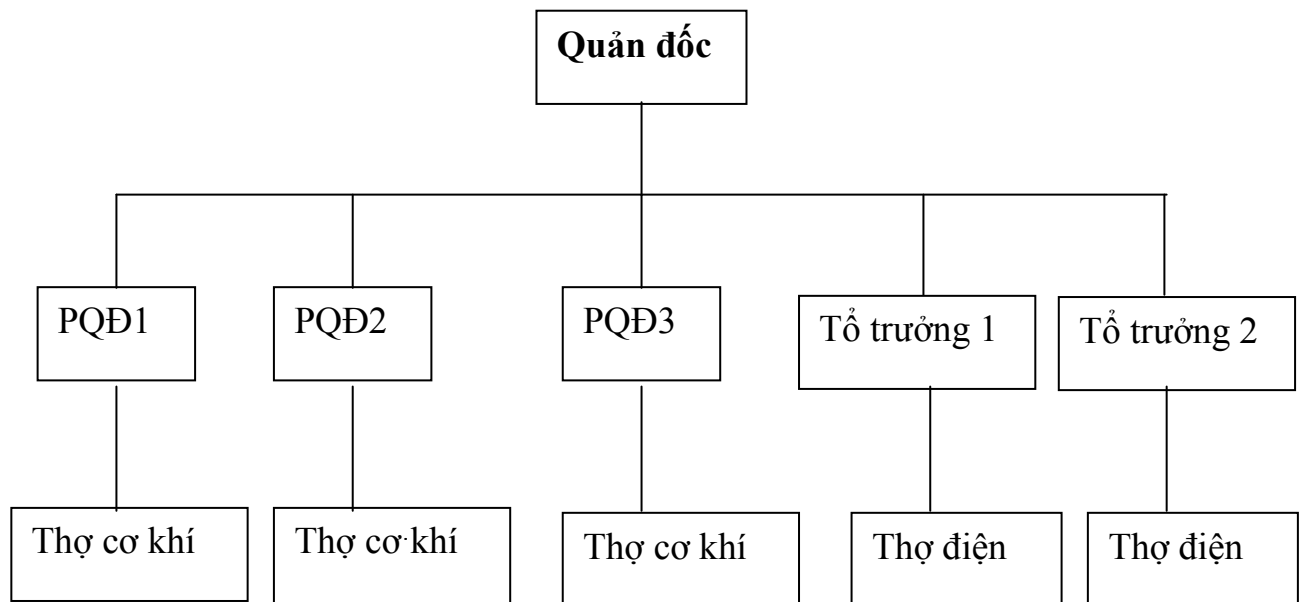 Quản đốc
PQĐ1
PQĐ2
PQĐ3
Tổ trưởng 1
Tổ trưởng 2
Thợ cơ khí
Thợ cơ khí
Thợ cơ khí
Thợ điện
Thợ điện